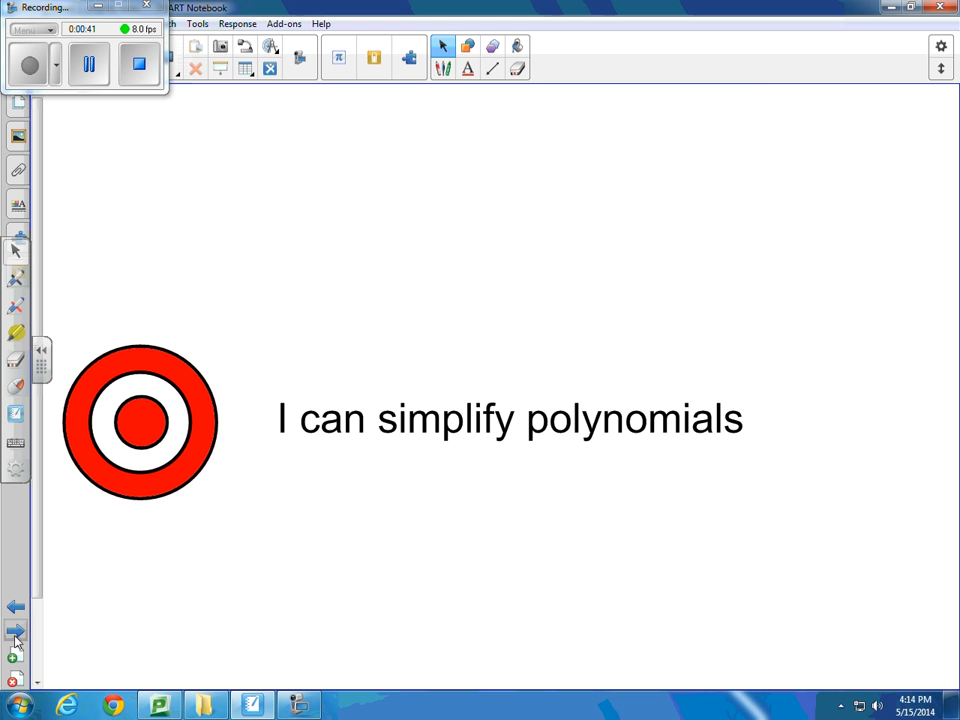 Recording...
ART Notebook
Menu
0:00:41
8.0 fps
th Tools Response Add-ons Help
I can simplify polynomials
4:14 PM
5/15/2014